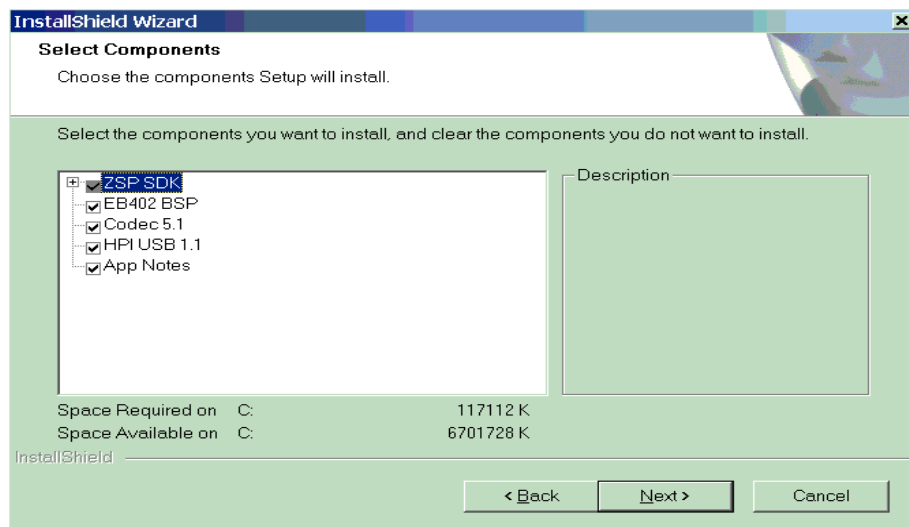 InstallShield Wizard
Select Components
Choose the components Setup will install.
Select the components you want to install, and clear the components you do not want to install.
ZSP SDK
EB402 BSP
Codec 5.1
HPI USB 1.1
App Notes
Description
Space Required on C: 117112 K
Space Available on C: 6701728 K
InstallShield
< Back Next > Cancel